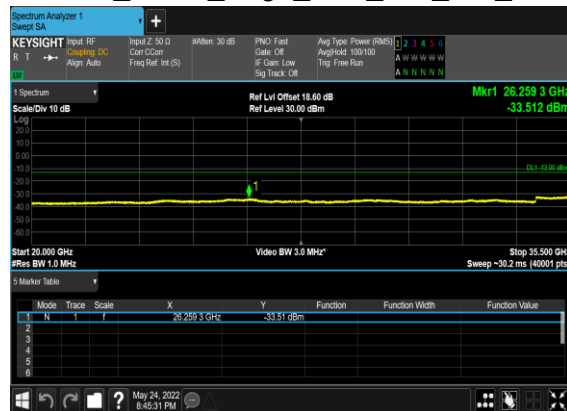 Spectrum Analyzer 1
Swept SA
+
KEYSIGHT Input: RF Input Z: 50 Ω #Atten: 30 dB PNO: Fast Avg Type: Power (RMS) 1 2 3 4 5 6
R T Coupling: DC Corr CCorr Gate: Off Avg|Hold: 100/100 A W W W W W
Align: Auto Freq Ref: Int (S) IF Gain: Low Trig: Free Run
LXI Sig Track: Off A N N N N N
1 Spectrum Ref Lvl Offset 18.60 dB Mkr1 26.259 3 GHz
Scale/Div 10 dB Ref Level 30.00 dBm -33.512 dBm
Log
20.0
10.0
0.00
-10.0 DL1 -13.00 dBm
-20.0
-30.0 1
-40.0
-50.0
-60.0
Start 20.000 GHz Video BW 3.0 MHz* Stop 35.500 GHz
#Res BW 1.0 MHz Sweep ~30.2 ms (40001 pts)
5 Marker Table
Mode Trace Scale X Y Function Function Width Function Value
1 N 1 f 26.259 3 GHz -33.51 dBm
2
3
4
5
6
? May 24, 2022
8:45:31 PM